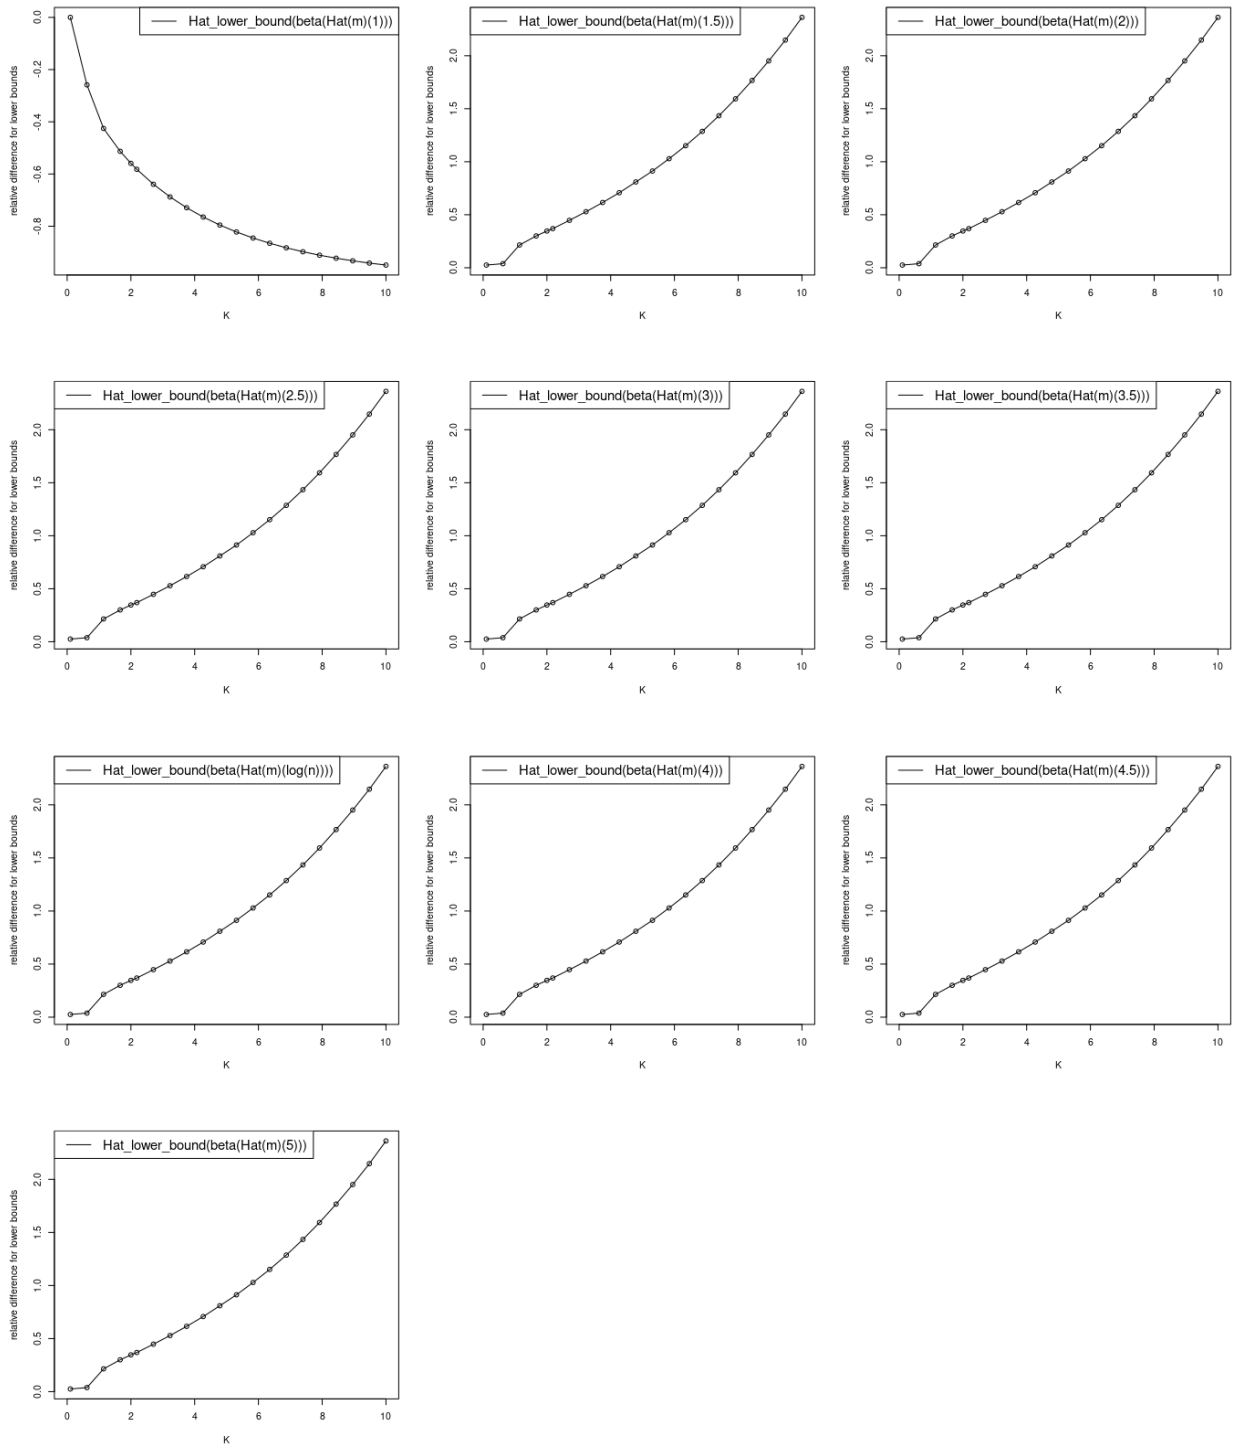 Hat_lower_bound(beta(Hat(m)(1)))
relative difference for lower bounds
0.0
-0.2
-0.4
-0.6
-0.8
0 2 4 6 8 10
K
Hat_lower_bound(beta(Hat(m)(1.5)))
relative difference for lower bounds
2.0
1.5
1.0
0.5
0.0
0 2 4 6 8 10
K
Hat_lower_bound(beta(Hat(m)(2)))
relative difference for lower bounds
2.0
1.5
1.0
0.5
0.0
0 2 4 6 8 10
K
Hat_lower_bound(beta(Hat(m)(2.5)))
relative difference for lower bounds
2.0
1.5
1.0
0.5
0.0
0 2 4 6 8 10
K
Hat_lower_bound(beta(Hat(m)(3)))
relative difference for lower bounds
2.0
1.5
1.0
0.5
0.0
0 2 4 6 8 10
K
Hat_lower_bound(beta(Hat(m)(3.5)))
relative difference for lower bounds
2.0
1.5
1.0
0.5
0.0
0 2 4 6 8 10
K
Hat_lower_bound(beta(Hat(m)(log(n))))
relative difference for lower bounds
2.0
1.5
1.0
0.5
0.0
0 2 4 6 8 10
K
Hat_lower_bound(beta(Hat(m)(4)))
relative difference for lower bounds
2.0
1.5
1.0
0.5
0.0
0 2 4 6 8 10
K
Hat_lower_bound(beta(Hat(m)(4.5)))
relative difference for lower bounds
2.0
1.5
1.0
0.5
0.0
0 2 4 6 8 10
K
Hat_lower_bound(beta(Hat(m)(5)))
relative difference for lower bounds
2.0
1.5
1.0
0.5
0.0
0 2 4 6 8 10
K